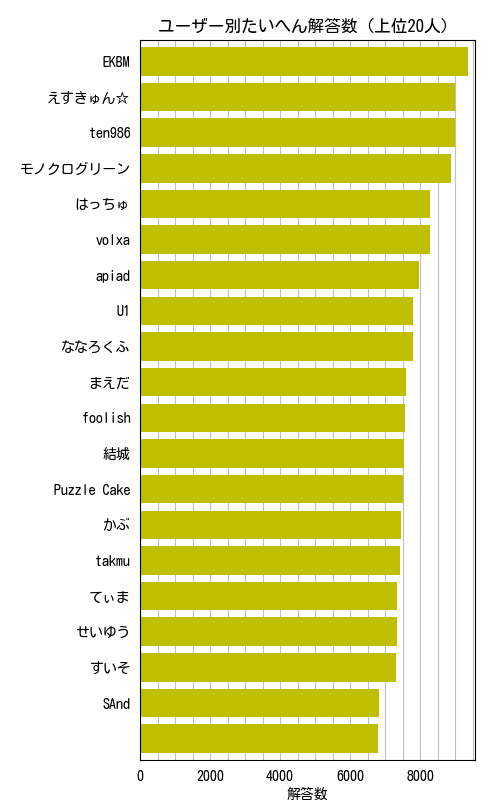 ユーザー別たいへん解答数（上位20人）
EKBM
えすきゅん☆
ten986
モノクログリーン
はっちゅ
volxa
apiad
U1
ななろくふ
まえだ
foolish
結城
Puzzle Cake
かぶ
takmu
てぃま
せいゆう
すいそ
SAnd
0 2000 4000 6000 8000
解答数